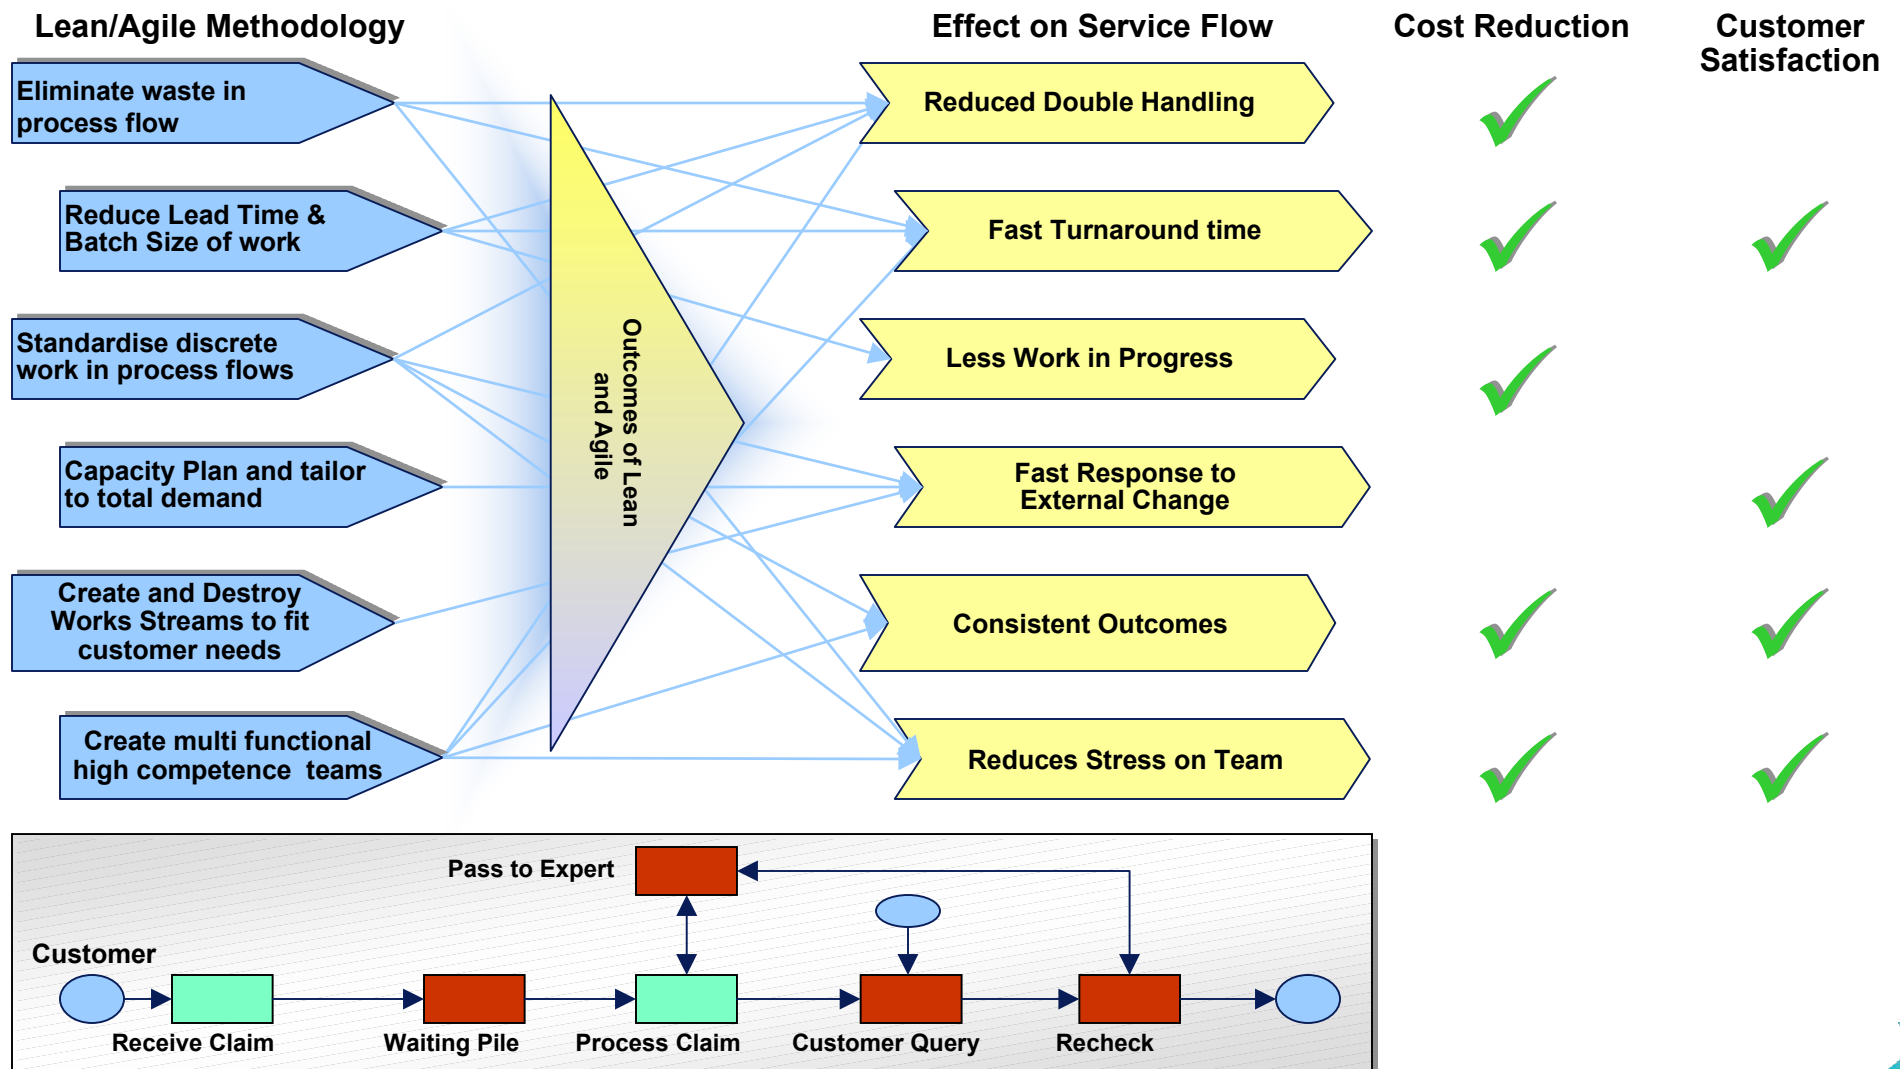 Lean/Agile Methodology
Effect on Service Flow
Cost Reduction
Customer
Satisfaction
Eliminate waste in
process flow
Reduced Double Handling
Reduce Lead Time &
Batch Size of work
Fast Turnaround time
Standardise discrete
work in process flows
Less Work in Progress
Outcomes of Lean
and Agile
Capacity Plan and tailor
to total demand
Fast Response to
External Change
Create and Destroy
Works Streams to fit
customer needs
Consistent Outcomes
Create multi functional
high competence  teams
Reduces Stress on Team
Pass to Expert
Customer
Receive Claim
Waiting Pile
Process Claim
Customer Query
Recheck